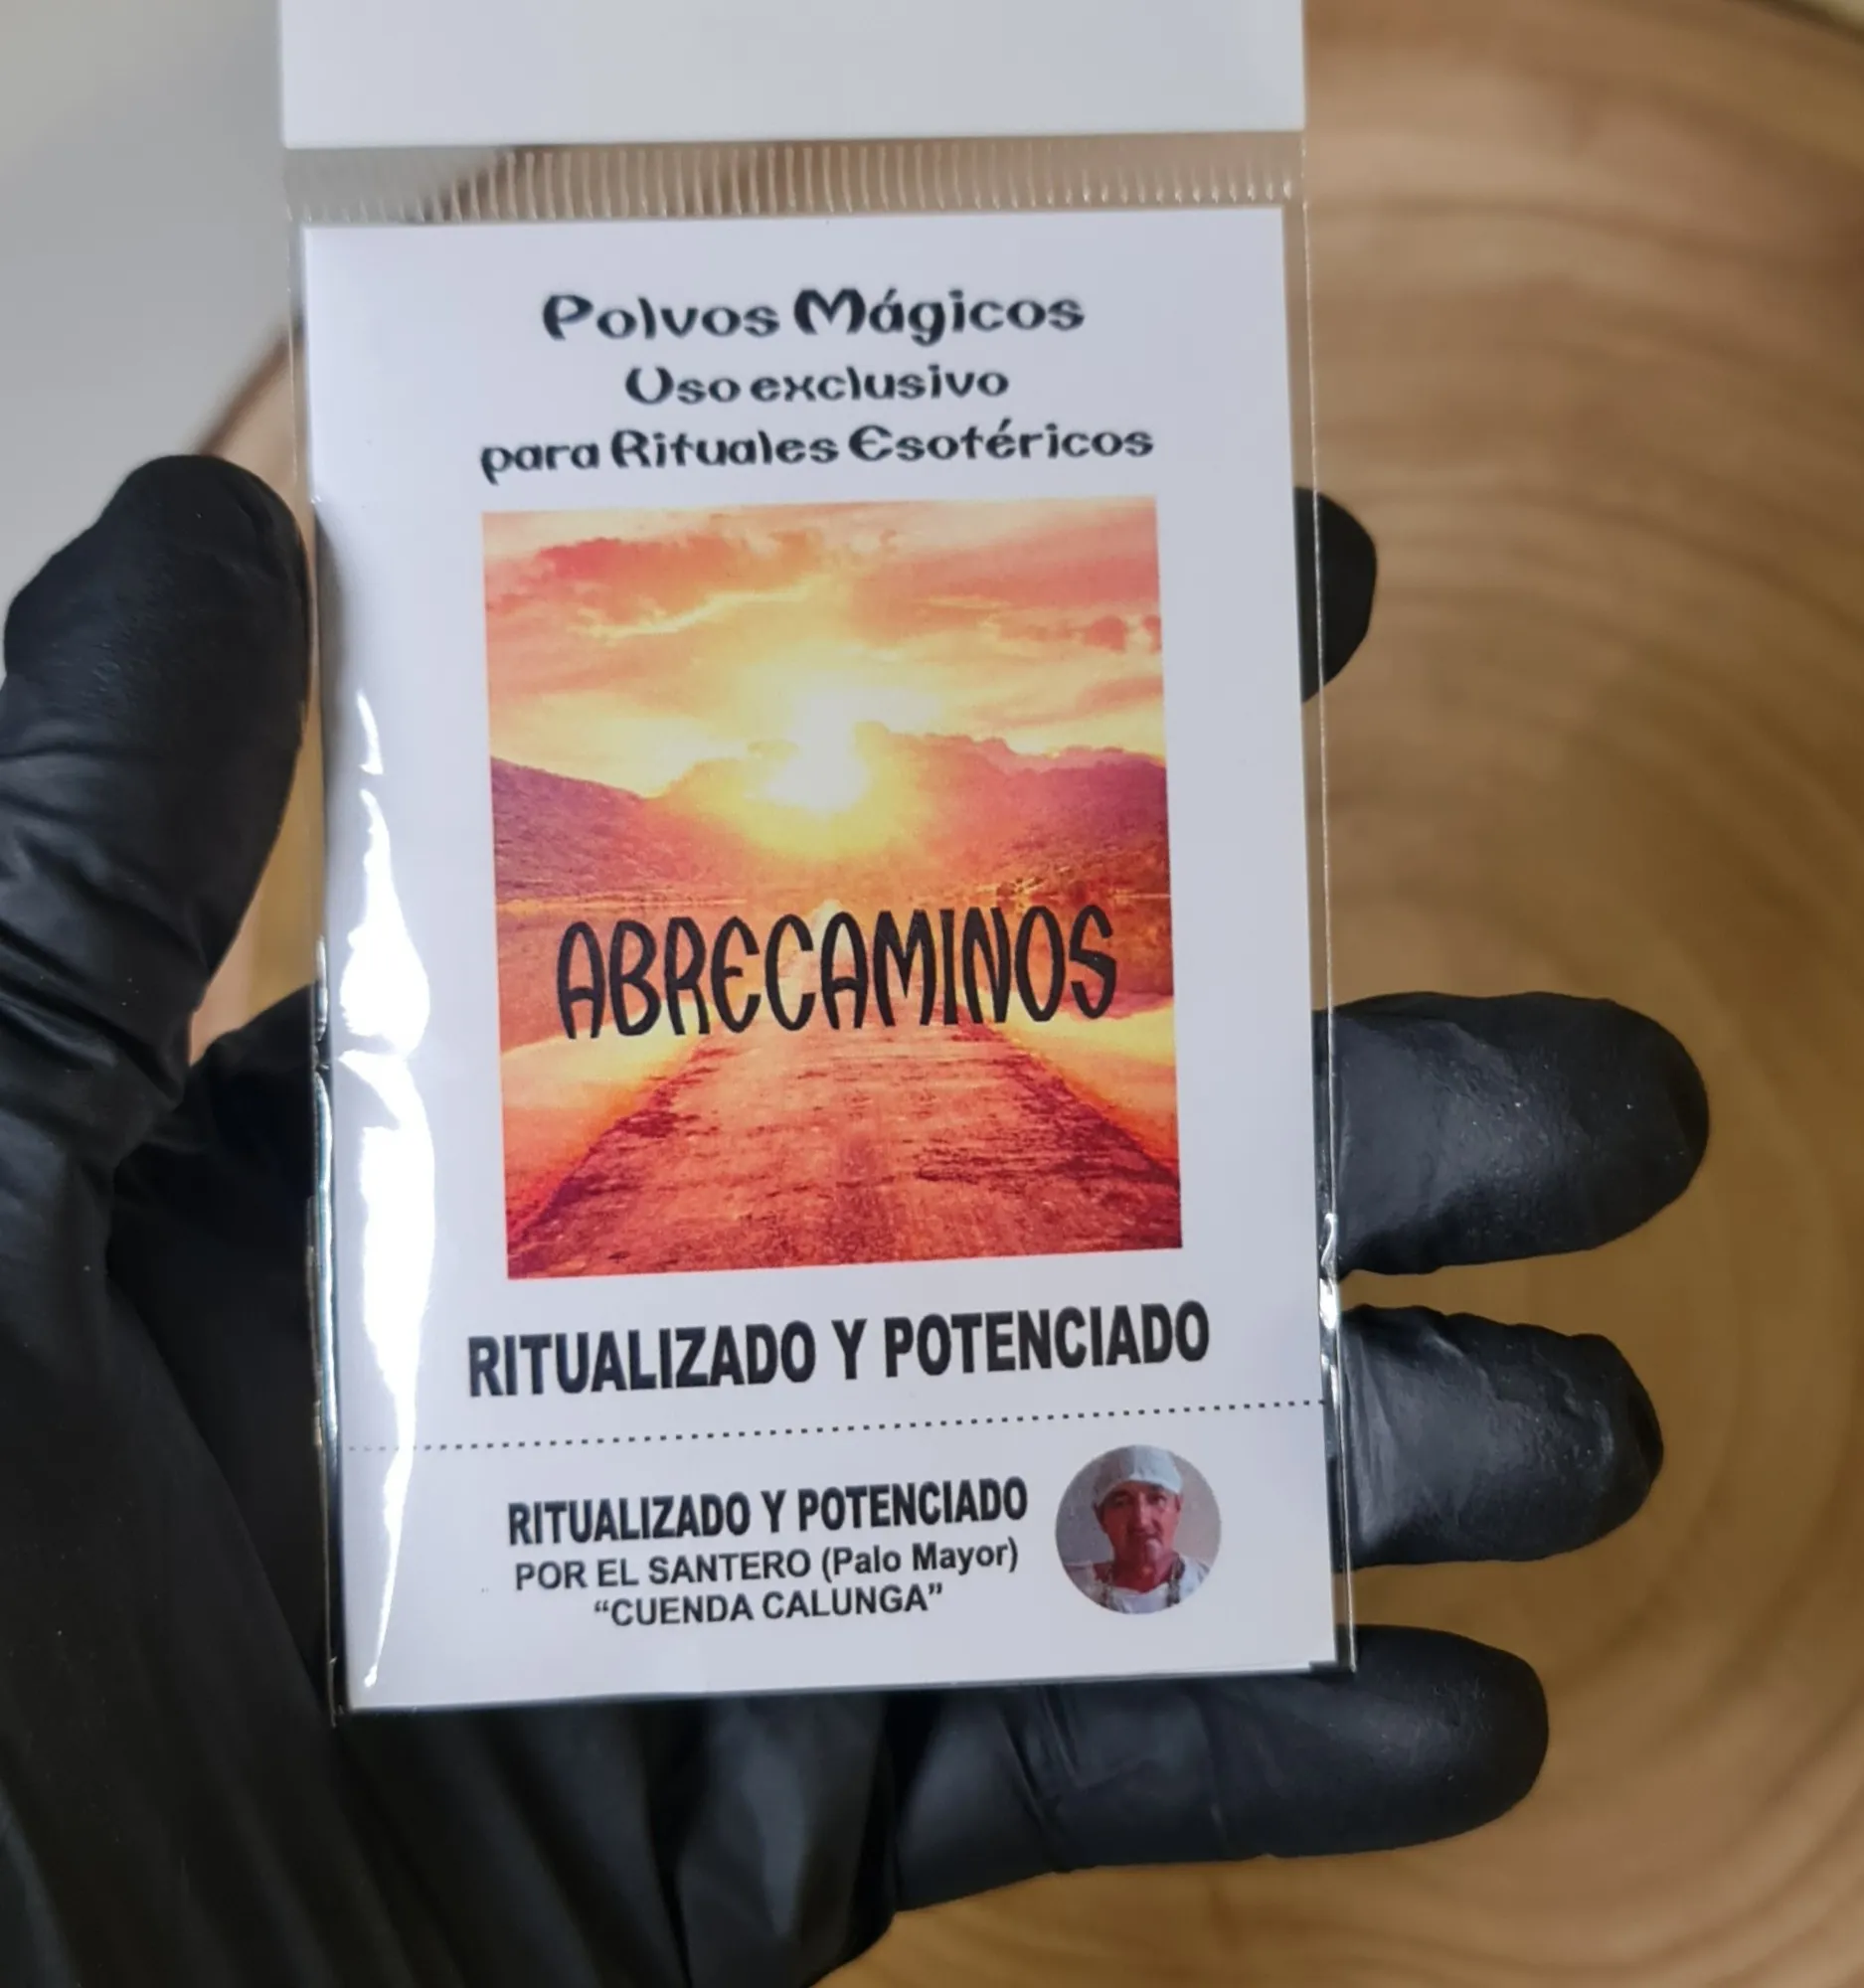 Polvos Mágicos
Uso exclusivo
para Rituales Esotéricos
ABRECAMINOS
RITUALIZADO Y POTENCIADO
RITUALIZADO Y POTENCIADO
POR EL SANTERO (Palo Mayor)
“CUENDA CALUNGA”